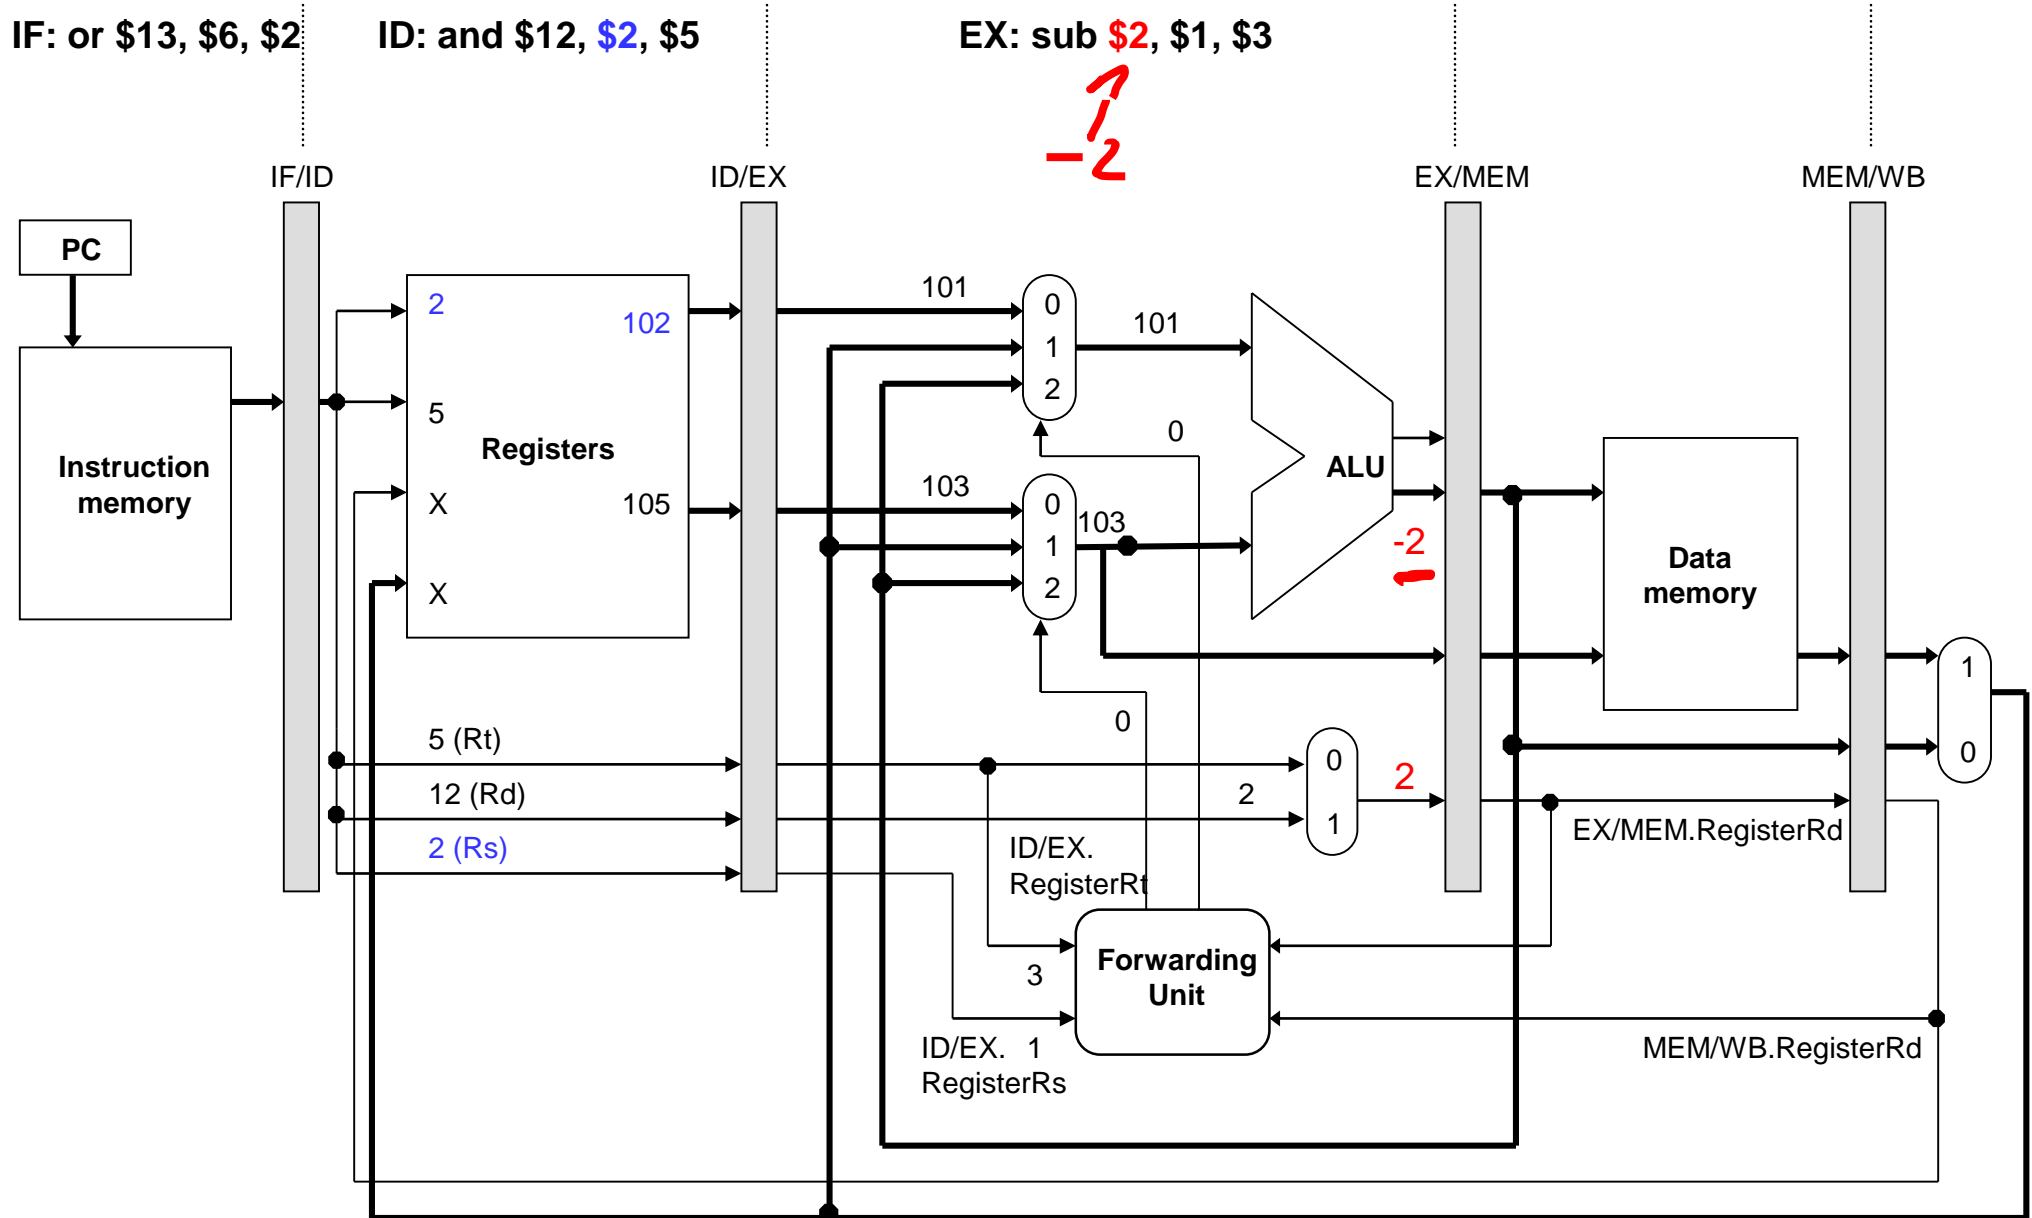 IF: or $13, $6, $2
ID: and $12, $2, $5
EX: sub $2, $1, $3
-2
IF/ID
ID/EX
EX/MEM
MEM/WB
PC
Instruction
memory
2
5
X
X
Registers
102
105
101
0
1
2
101
0
103
0
1
2
103
0
ALU
-2
Data
memory
1
0
5 (Rt)
12 (Rd)
2 (Rs)
2
0
1
2
EX/MEM.RegisterRd
ID/EX.
RegisterRt
3
Forwarding
Unit
ID/EX. 1
RegisterRs
MEM/WB.RegisterRd